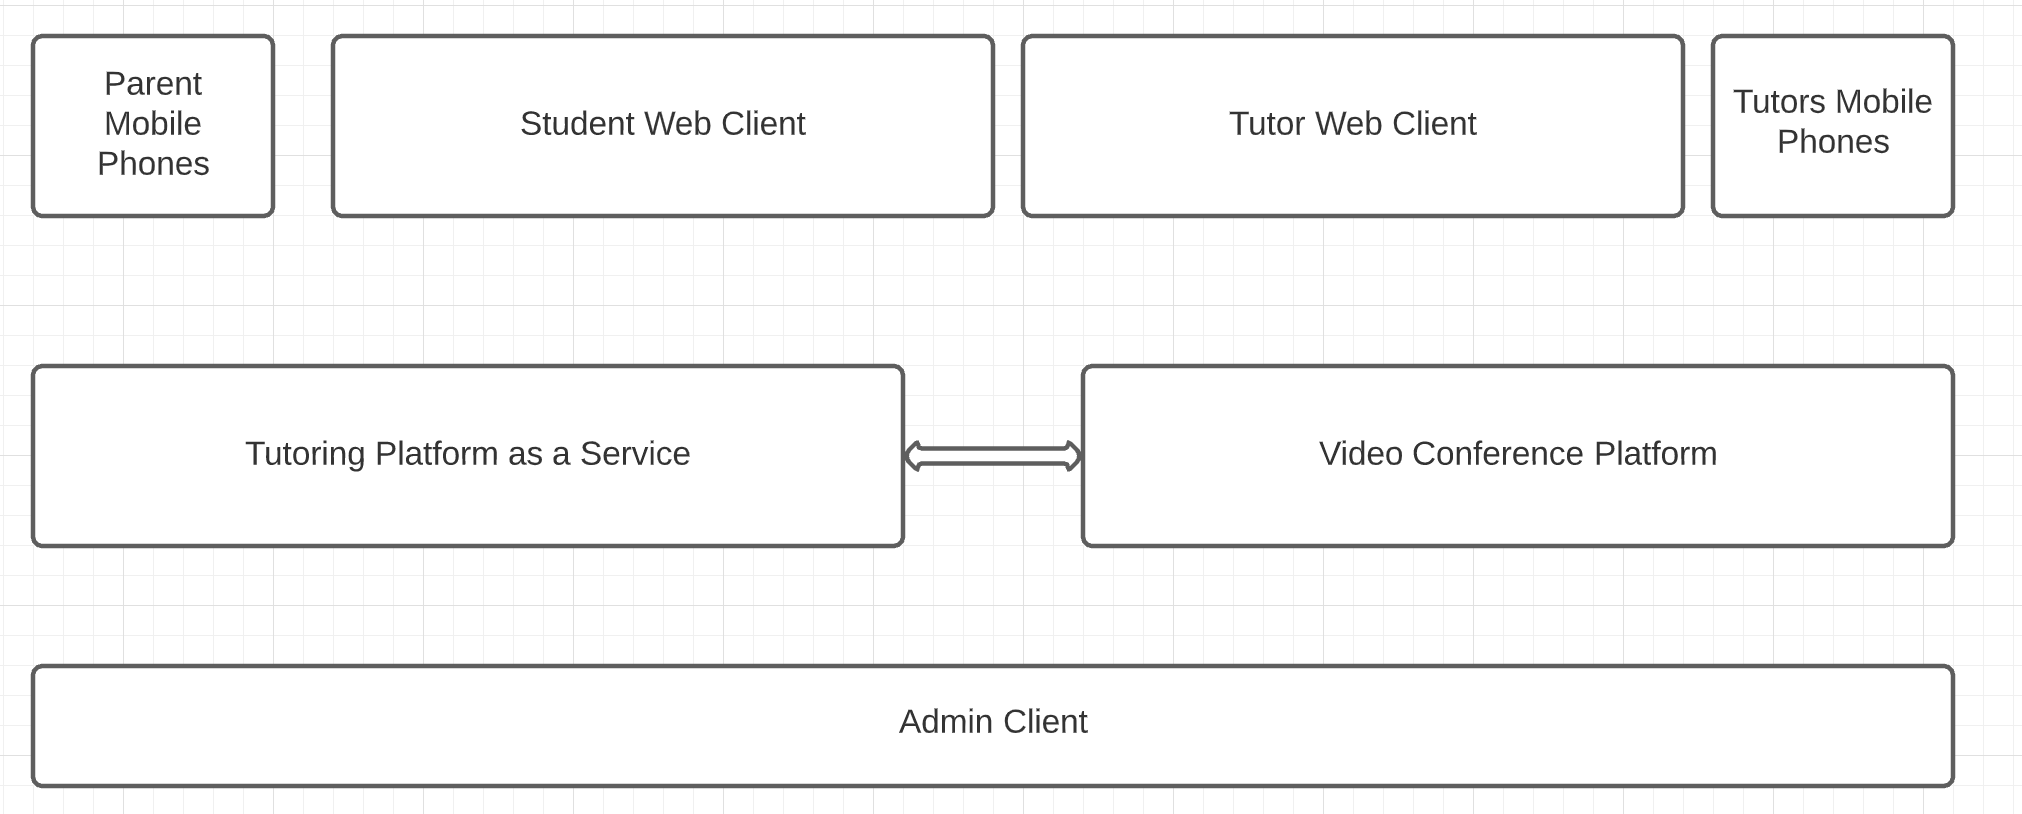 Parent
Mobile
Phones
Student Web Client
Tutor Web Client
Tutors Mobile
Phones
Tutoring Platform as a Service
Video Conference Platform
Admin Client